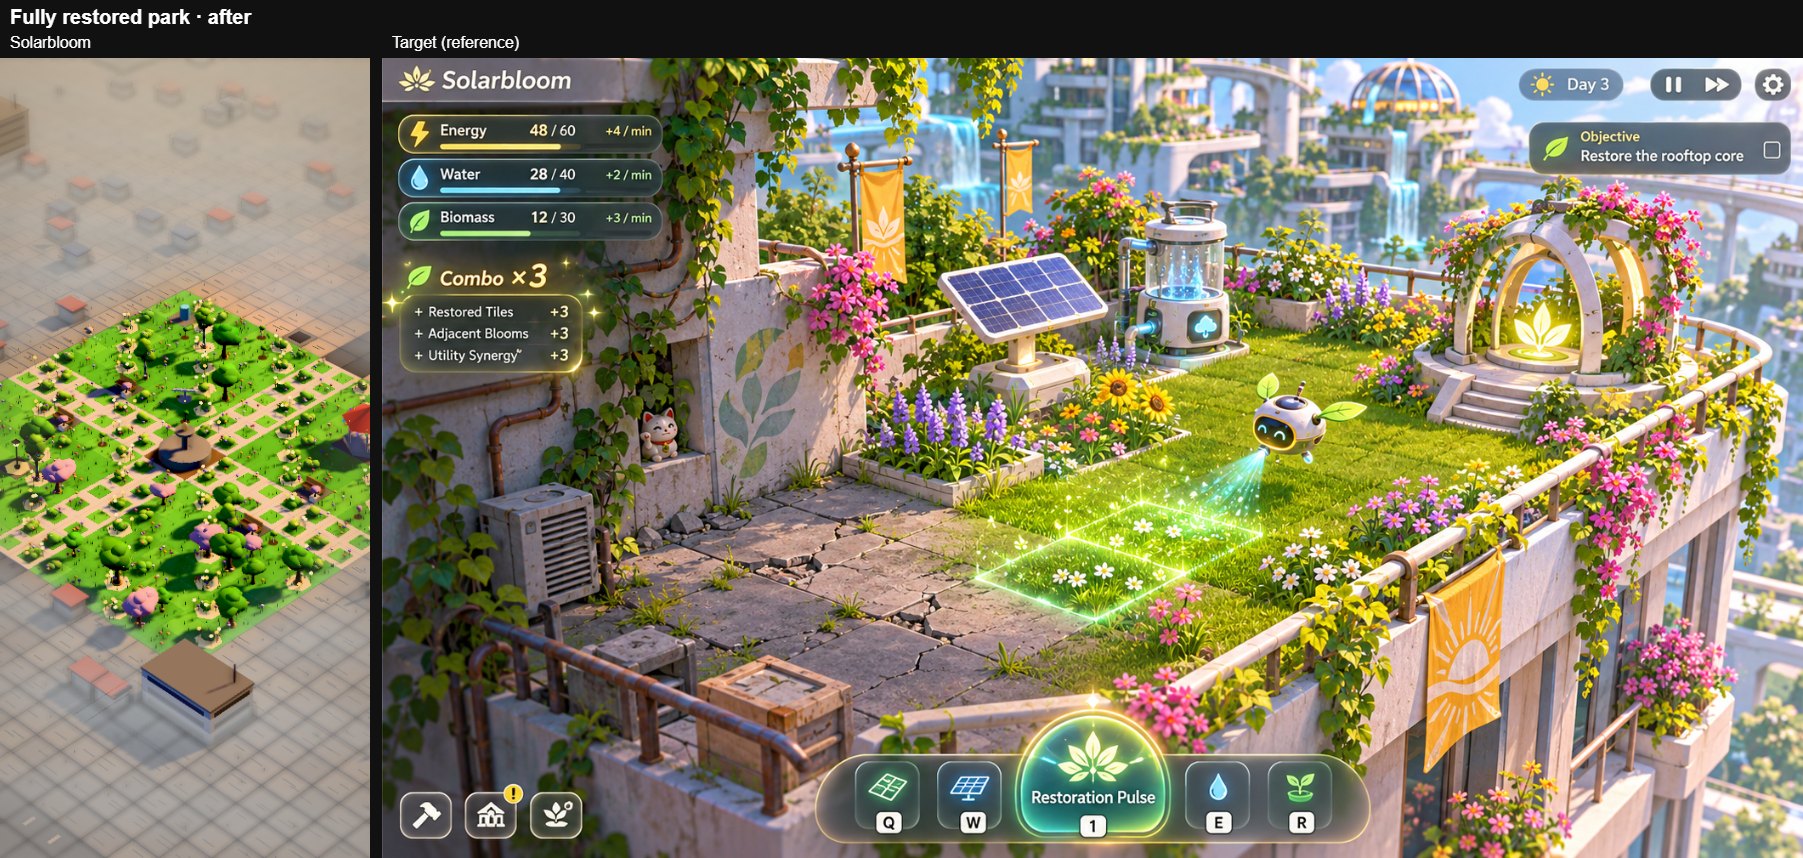 Fully restored park · after
Solarbloom
Target (reference)
Solarbloom
Energy 48 / 60 +4 / min
Water 28 / 40 +2 / min
Biomass 12 / 30 +3 / min
Combo ×3
+ Restored Tiles +3
+ Adjacent Blooms +3
+ Utility Synergy +3
Day 3
Objective
Restore the rooftop core
!
Restoration Pulse
Q
W
1
E
R